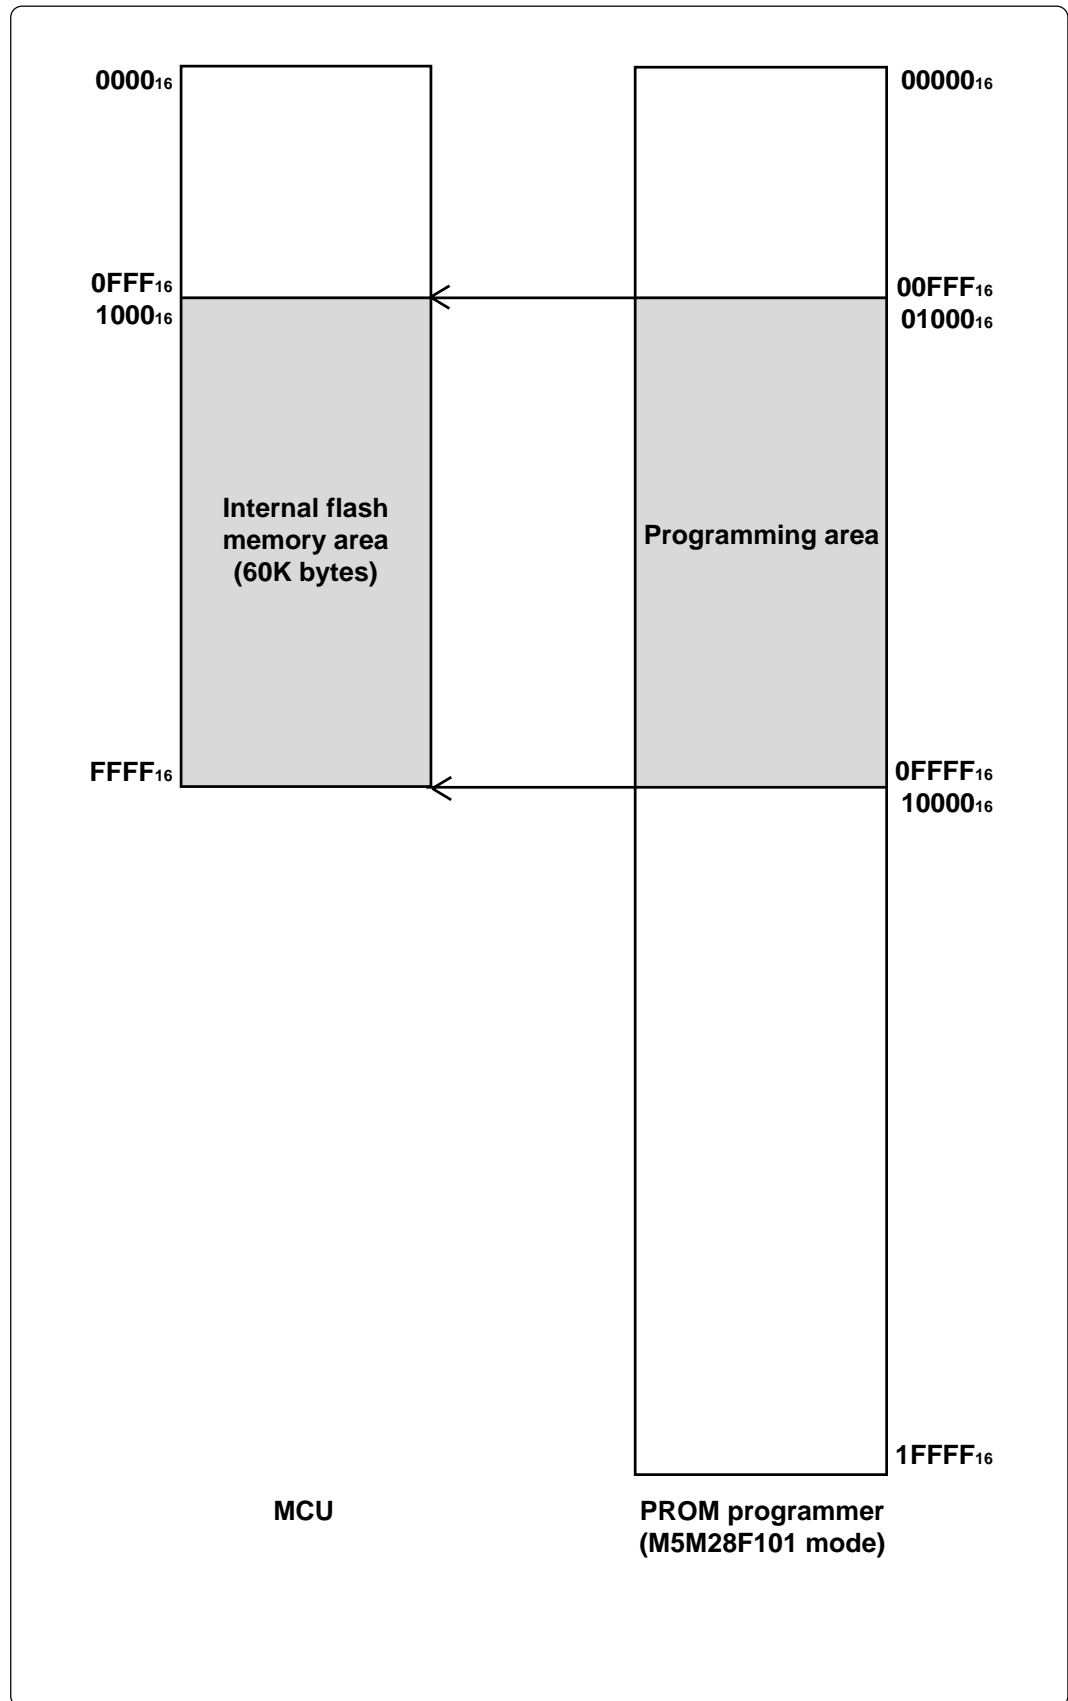 0000₁₆
0FFF₁₆
1000₁₆
Internal flash
memory area
(60K bytes)
FFFF₁₆
MCU
00000₁₆
00FFF₁₆
01000₁₆
Programming area
0FFFF₁₆
10000₁₆
1FFFF₁₆
PROM programmer
(M5M28F101 mode)